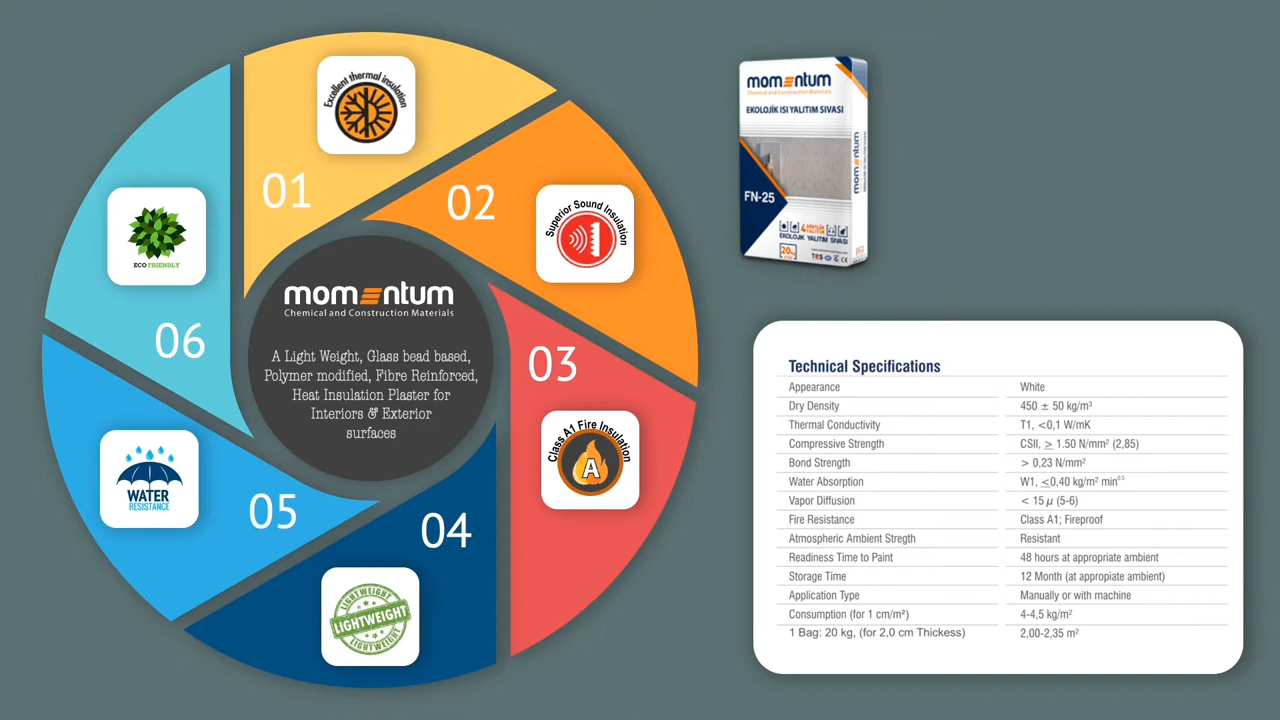 Excellent thermal insulation
01
02
Superior Sound Insulation
03
Class A1 Fire Insulation
A
04
LIGHTWEIGHT
LIGHTWEIGHT
LIGHTWEIGHT
05
WATER
RESISTANCE
06
ECO FRIENDLY
momentum
Chemical and Construction Materials
A Light Weight, Glass bead based,
Polymer modified, Fibre Reinforced,
Heat Insulation Plaster for
Interiors & Exterior
surfaces
momentum
Chemical and Construction Materials
EKOLOJİK ISI YALITIM SIVASI
momentum
FN-25
EKOLOJİK YALITIM SIVASI
20
Technical Specifications
Appearance White
Dry Density 450 ± 50 kg/m³
Thermal Conductivity T1, <0,1 W/mK
Compressive Strength CSII, ≥ 1.50 N/mm² (2,85)
Bond Strength > 0,23 N/mm²
Water Absorption W1, ≤0,40 kg/m² min⁰·⁵
Vapor Diffusion < 15 µ (5-6)
Fire Resistance Class A1; Fireproof
Atmospheric Ambient Stregth Resistant
Readiness Time to Paint 48 hours at appropriate ambient
Storage Time 12 Month (at appropiate ambient)
Application Type Manually or with machine
Consumption (for 1 cm/m²) 4-4,5 kg/m²
1 Bag: 20 kg, (for 2,0 cm Thickess) 2,00-2,35 m²